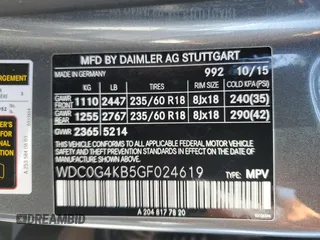 MFD BY DAIMLER AG STUTTGART
MADE IN GERMANY 992 10/15
KG LB TIRES RIM SIZE COLD KPA(PSI)
GAWR FRONT 1110 2447 235/60 R18 8Jx18 240(35)
GAWR 1255 2767 235/60 R18 8Jx18 290(42)
GVWR 2365 5214
THIS VEHICLE CONFORMS TO ALL APPLICABLE FEDERAL MOTOR
VEHICLE SAFETY, BUMPER AND THEFT PREVENTION STANDARDS
IN EFFECT ON THE DATE OF MANUFACTURE SHOWN ABOVE.
WDC0G4KB5GF024619 TYPE: MPV
A 204 817 78 20
DREAMBID